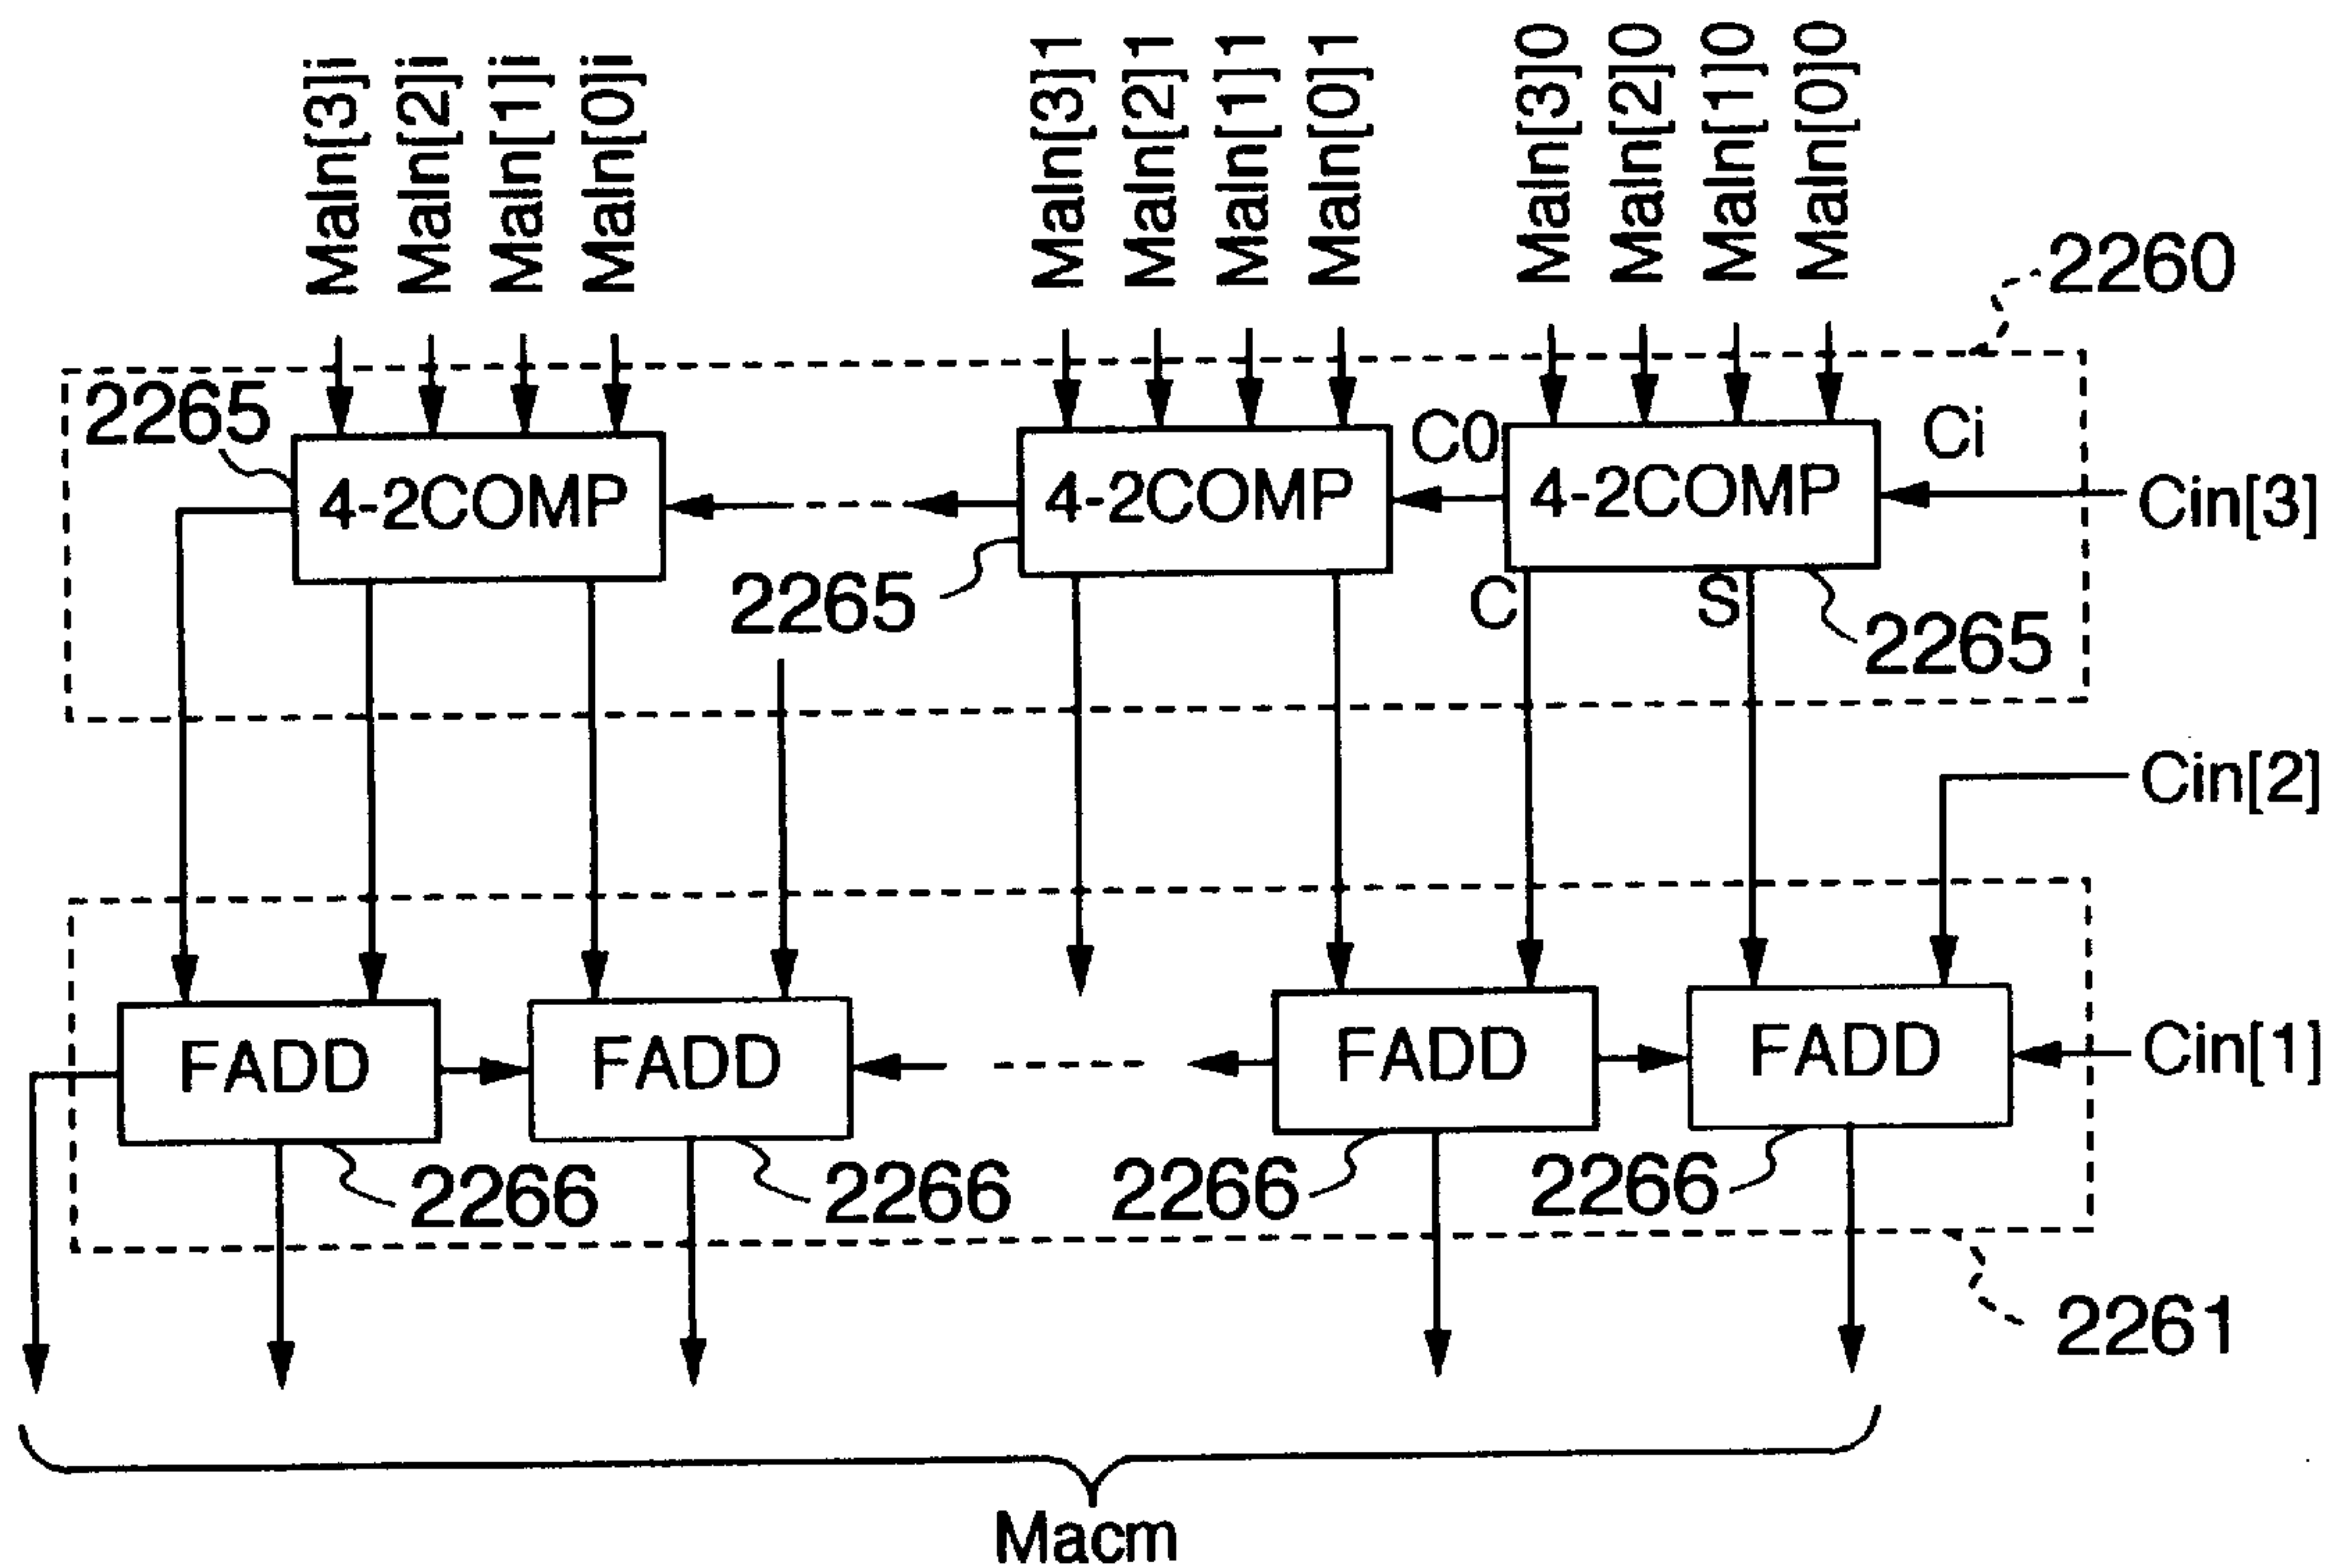 MaIn[3]i
MaIn[2]i
MaIn[1]i
MaIn[0]i
MaIn[3]1
MaIn[2]1
MaIn[1]1
MaIn[0]1
MaIn[3]0
MaIn[2]0
MaIn[1]0
MaIn[0]0
2260
2265
4-2COMP
4-2COMP
C0
4-2COMP
Ci
Cin[3]
2265
C
S
2265
Cin[2]
FADD
FADD
FADD
FADD
Cin[1]
2266
2266
2266
2266
2261
Macm